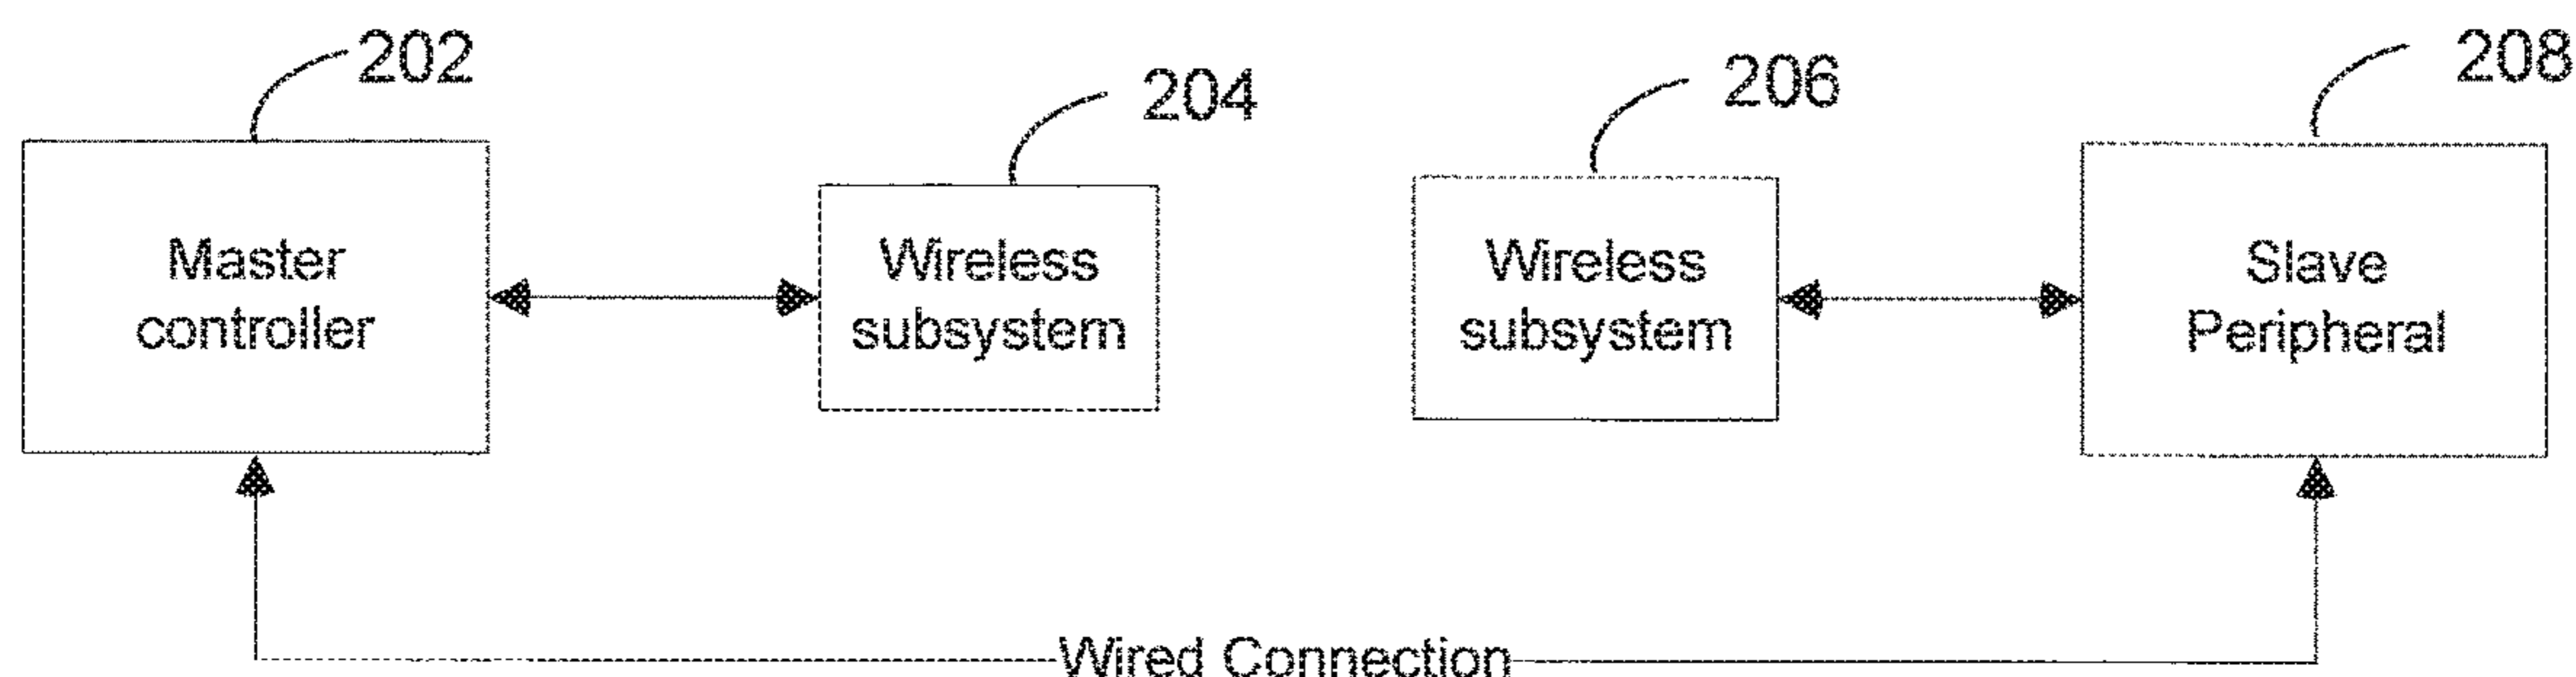 202
204
206
208
Master
controller
Wireless
subsystem
Wireless
subsystem
Slave
Peripheral
Wired Connection